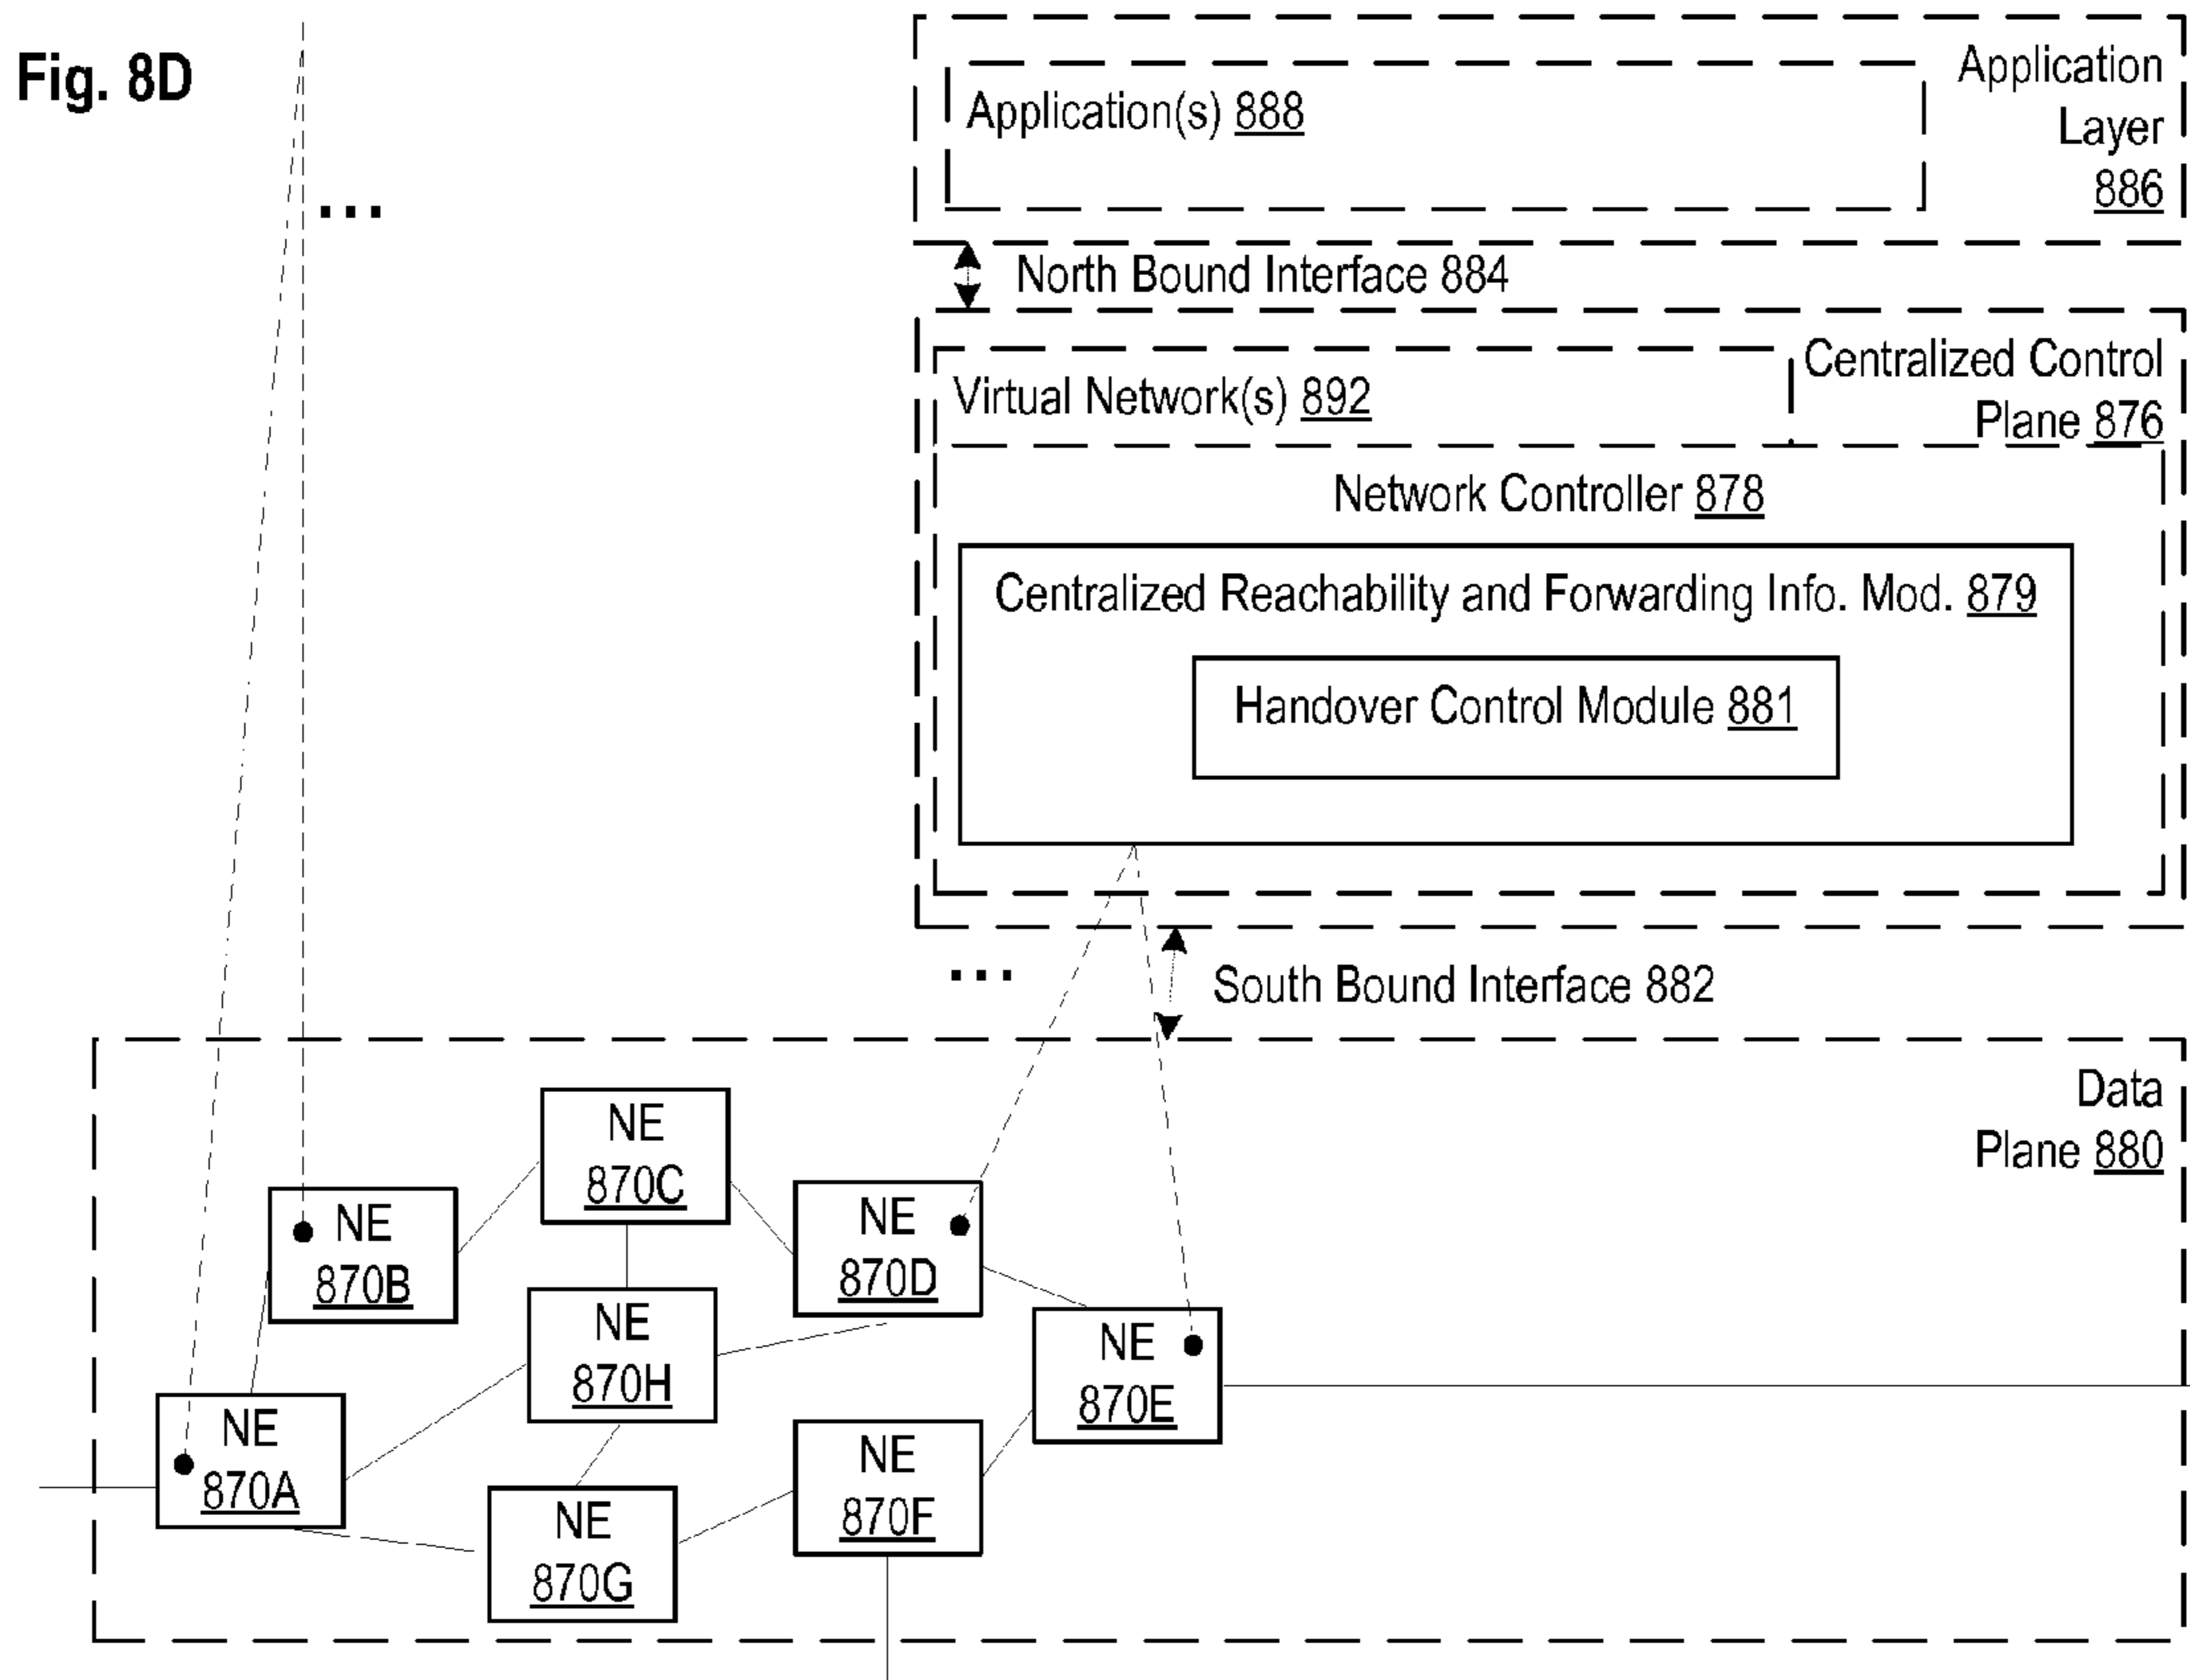 Fig. 8D
...
Application(s) 888
Application
Layer
886
North Bound Interface 884
Virtual Network(s) 892
Centralized Control
Plane 876
Network Controller 878
Centralized Reachability and Forwarding Info. Mod. 879
Handover Control Module 881
...
South Bound Interface 882
Data
Plane 880
NE
870C
NE
870B
NE
870D
NE
870H
NE
870E
NE
870A
NE
870F
NE
870G